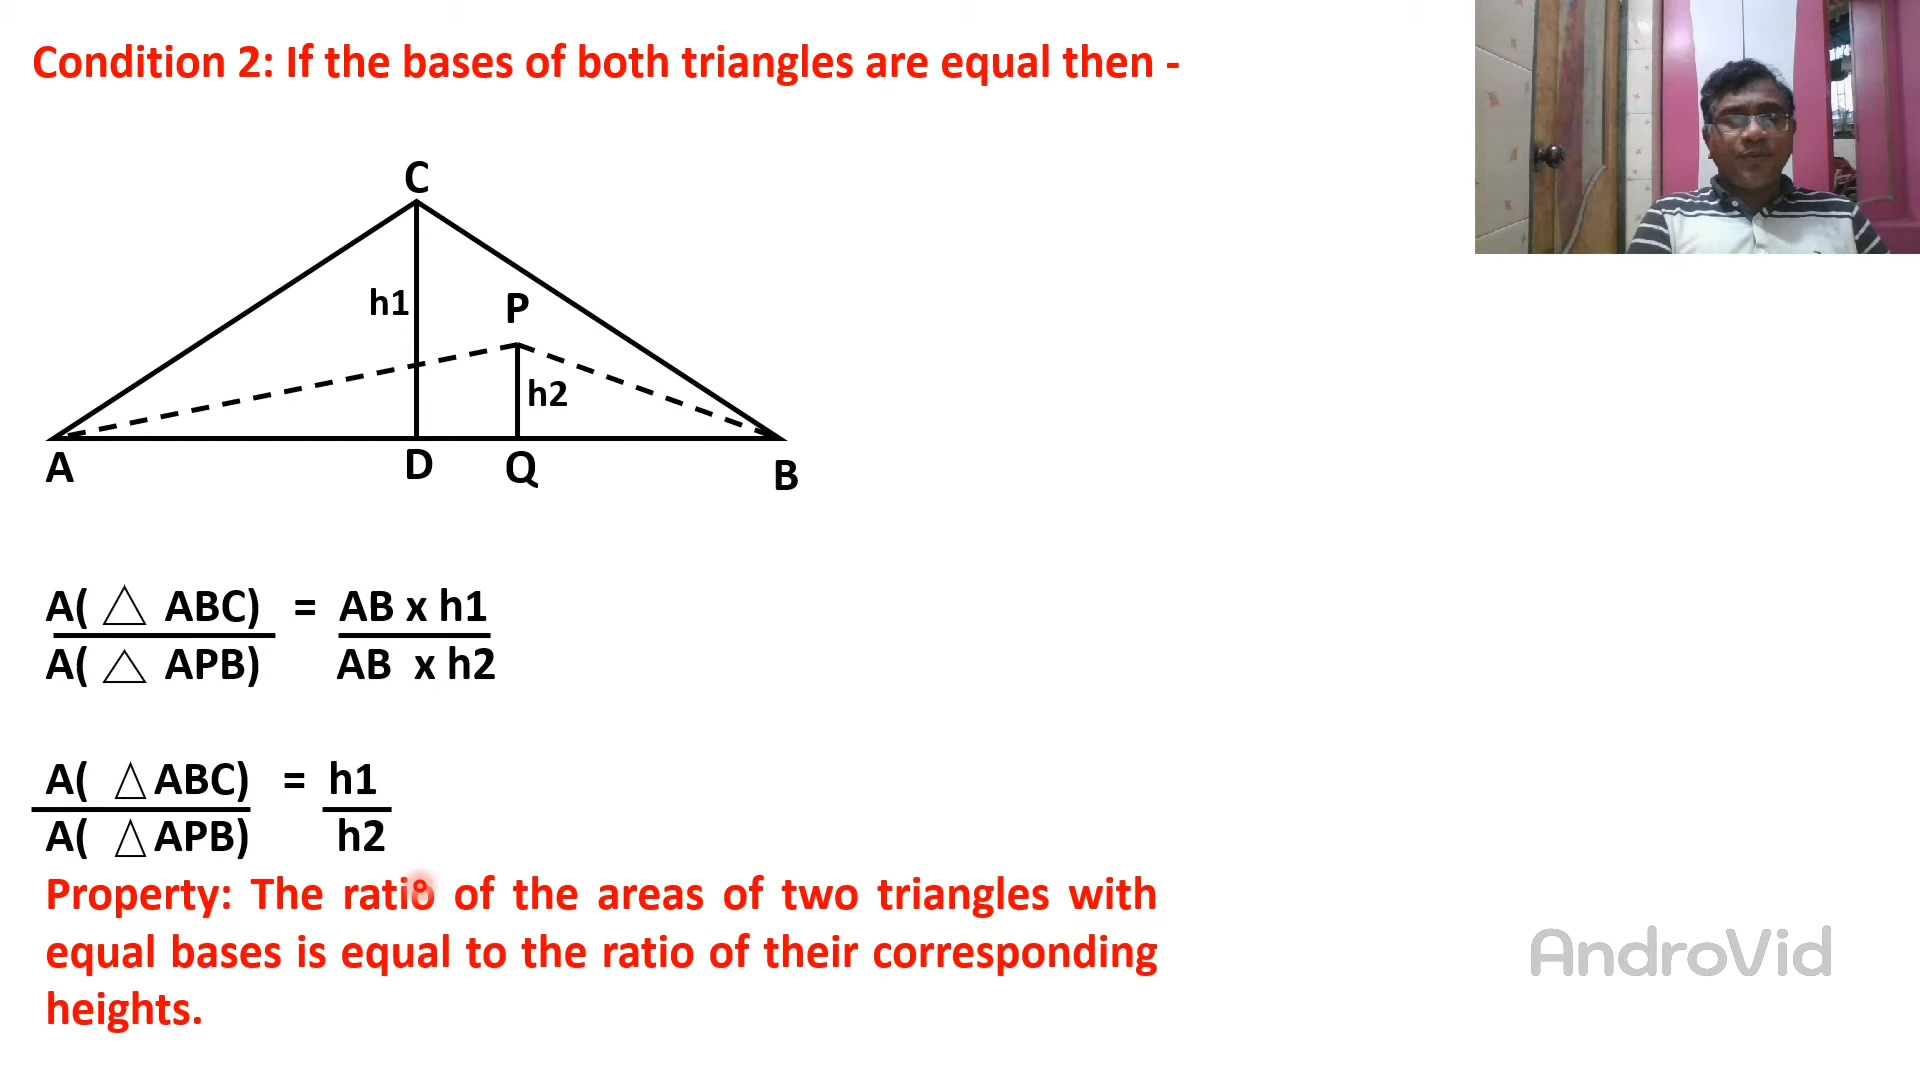 Condition 2: If the bases of both triangles are equal then -
C
h1
P
h2
A
D
Q
B
A( △ ABC) = AB x h1
A( △ APB) AB x h2
A( △ ABC) = h1
A( △ APB) h2
Property: The ratio of the areas of two triangles with
equal bases is equal to the ratio of their corresponding
heights.
AndroVid